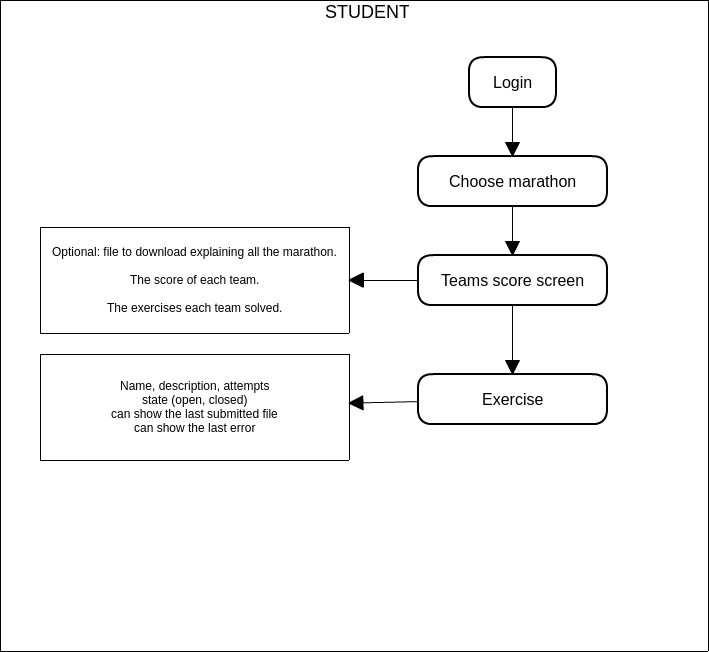 STUDENT
Login
Choose marathon
Teams score screen
Optional: file to download explaining all the marathon.
The score of each team.
The exercises each team solved.
Exercise
Name, description, attempts
state (open, closed)
can show the last submitted file
can show the last error